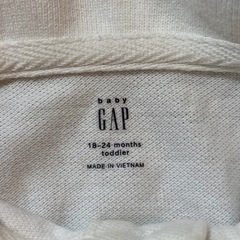 baby
GAP
18-24 months
toddler
MADE IN VIETNAM